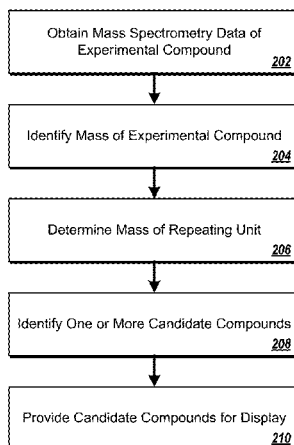 Obtain Mass Spectrometry Data of
Experimental Compound
202
Identify Mass of Experimental Compound
204
Determine Mass of Repeating Unit
206
Identify One or More Candidate Compounds
208
Provide Candidate Compounds for Display
210